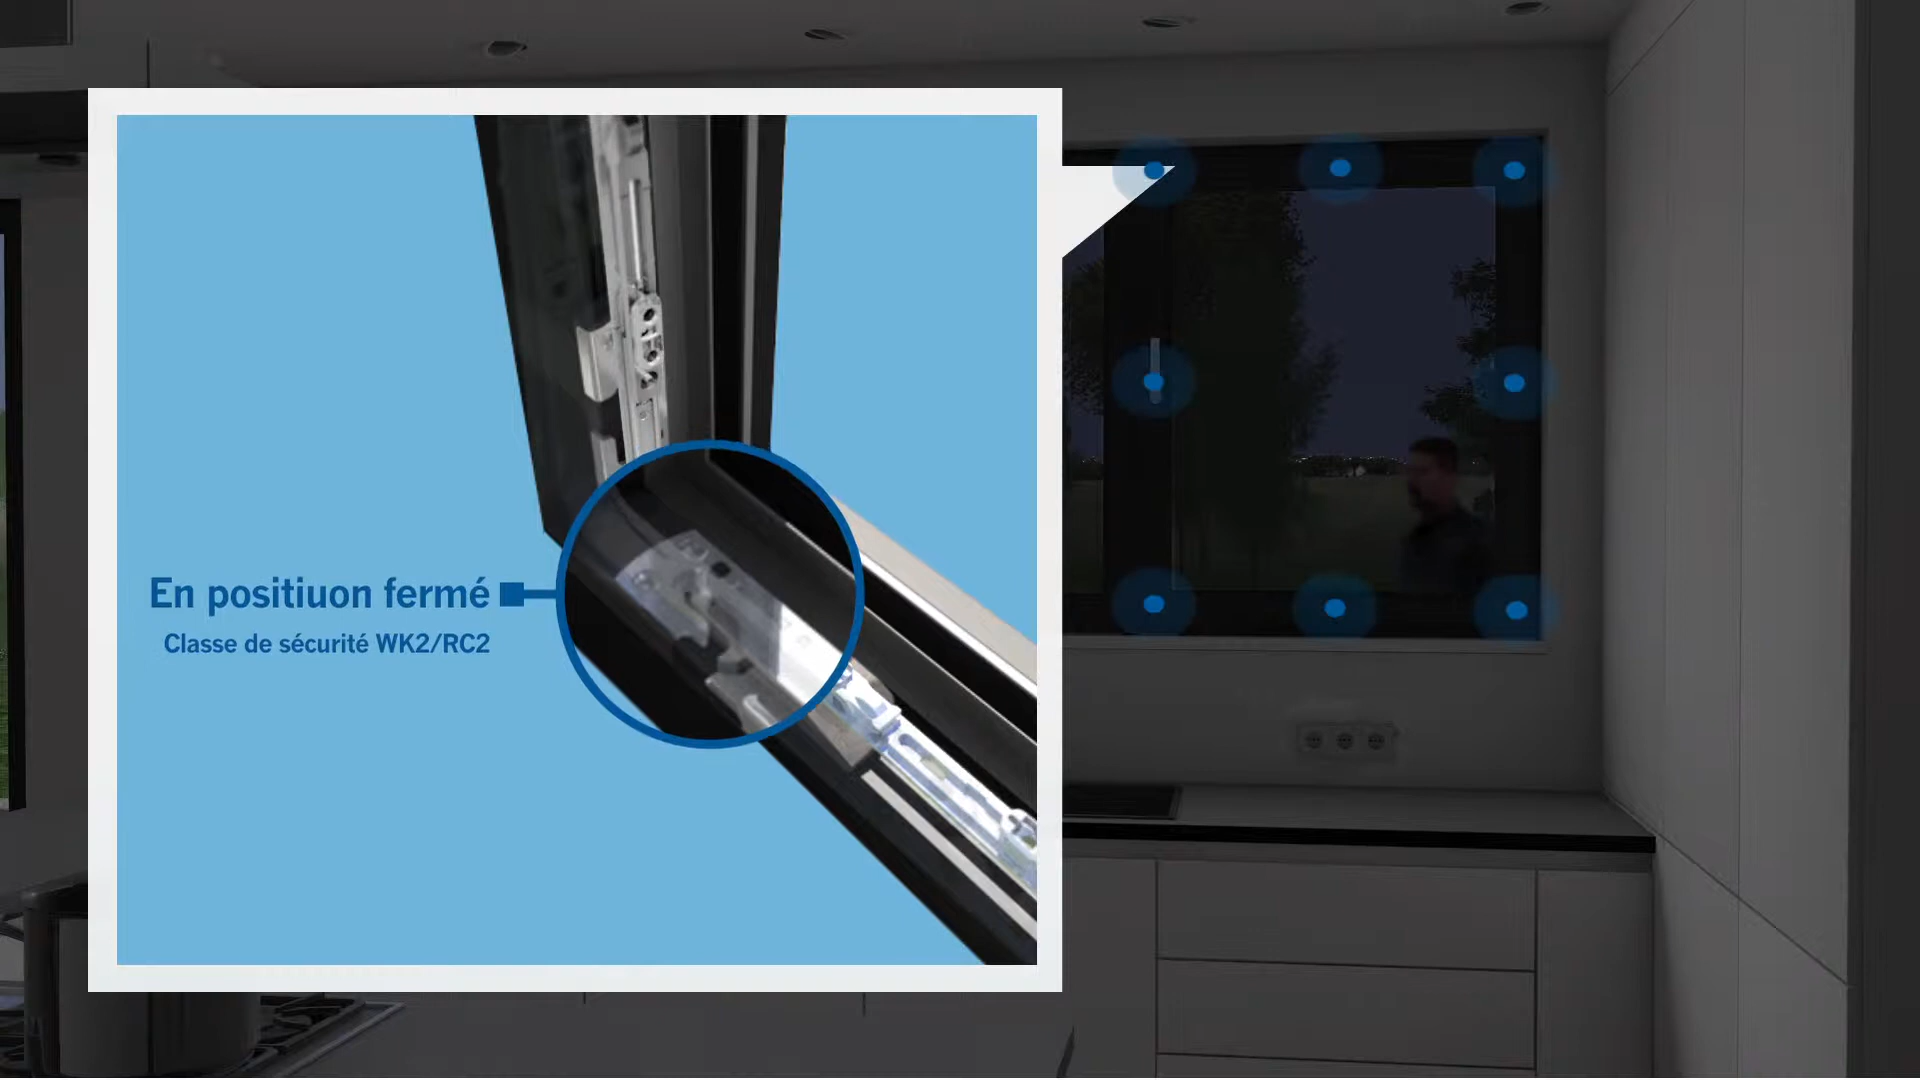 En positiuon fermé
Classe de sécurité WK2/RC2